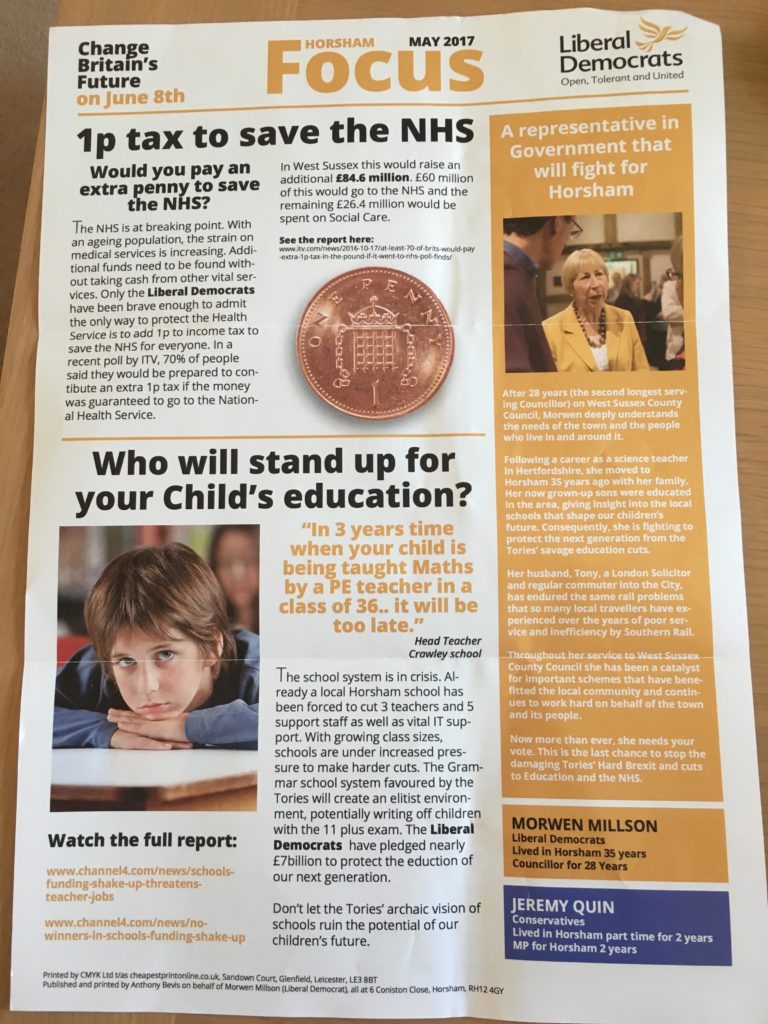 Change
Britain's
Future
on June 8th
HORSHAM
MAY 2017
Focus
Liberal
Democrats
Open, Tolerant and United
1p tax to save the NHS
Would you pay an
extra penny to save
the NHS?
The NHS is at breaking point. With
an ageing population, the strain on
medical services is increasing. Addi-
tional funds need to be found with-
out taking cash from other vital ser-
vices. Only the Liberal Democrats
have been brave enough to admit
the only way to protect the Health
Service is to add 1p to income tax to
save the NHS for everyone. In a
recent poll by ITV, 70% of people
said they would be prepared to con-
tibute an extra 1p tax if the money
was guaranteed to go to the Nation-
al Health Service.
In West Sussex this would raise an
additional £84.6 million. £60 million
of this would go to the NHS and the
remaining £26.4 million would be
spent on Social Care.
See the report here:
www.itv.com/news/2016-10-17/at-least-70-of-brits-would-pay
-extra-1p-tax-in-the-pound-if-it-went-to-nhs-poll-finds/
ONE PENNY
1
Who will stand up for
your Child's education?
"In 3 years time
when your child is
being taught Maths
by a PE teacher in a
class of 36.. it will be
too late."
Head Teacher
Crawley school
The school system is in crisis. Al-
ready a local Horsham school has
been forced to cut 3 teachers and 5
support staff as well as vital IT sup-
port. With growing class sizes,
schools are under increased pres-
sure to make harder cuts. The Gram-
mar school system favoured by the
Tories will create an elitist environ-
ment, potentially writing off children
with the 11 plus exam. The Liberal
Democrats have pledged nearly
£7billion to protect the eduction of
our next generation.
Don't let the Tories' archaic vision of
schools ruin the potential of our
children's future.
Watch the full report:
www.channel4.com/news/schools-
funding-shake-up-threatens-
teacher-jobs
www.channel4.com/news/no-
winners-in-schools-funding-shake-up
A representative in
Government that
will fight for
Horsham
After 28 years (the second longest serv-
ing Councillor) on West Sussex County
Council, Morwen deeply understands
the needs of the town and the people
who live in and around it.
Following a career as a science teacher
in Hertfordshire, she moved to
Horsham 35 years ago with her family.
Her now grown-up sons were educated
in the area, giving insight into the local
schools that shape our children's
future. Consequently, she is fighting to
protect the next generation from the
Tories' savage education cuts.
Her husband, Tony, a London Solicitor
and regular commuter into the City,
has endured the same rail problems
that so many local travellers have ex-
perienced over the years of poor ser-
vice and inefficiency by Southern Rail.
Throughout her service to West Sussex
County Council she has been a catalyst
for important schemes that have bene-
fitted the local community and contin-
ues to work hard on behalf of the town
and its people.
Now more than ever, she needs your
vote. This is the last chance to stop the
damaging Tories' Hard Brexit and cuts
to Education and the NHS.
MORWEN MILLSON
Liberal Democrats
Lived in Horsham 35 years
Councillor for 28 Years
JEREMY QUIN
Conservatives
Lived in Horsham part time for 2 years
MP for Horsham 2 years
Printed by CMYK Ltd t/as cheapestprintonline.co.uk, Sandown Court, Glenfield, Leicester, LE3 8BT
Published and printed by Anthony Bevis on behalf of Morwen Millson (Liberal Democrat), all at 6 Coniston Close, Horsham, RH12 4GY